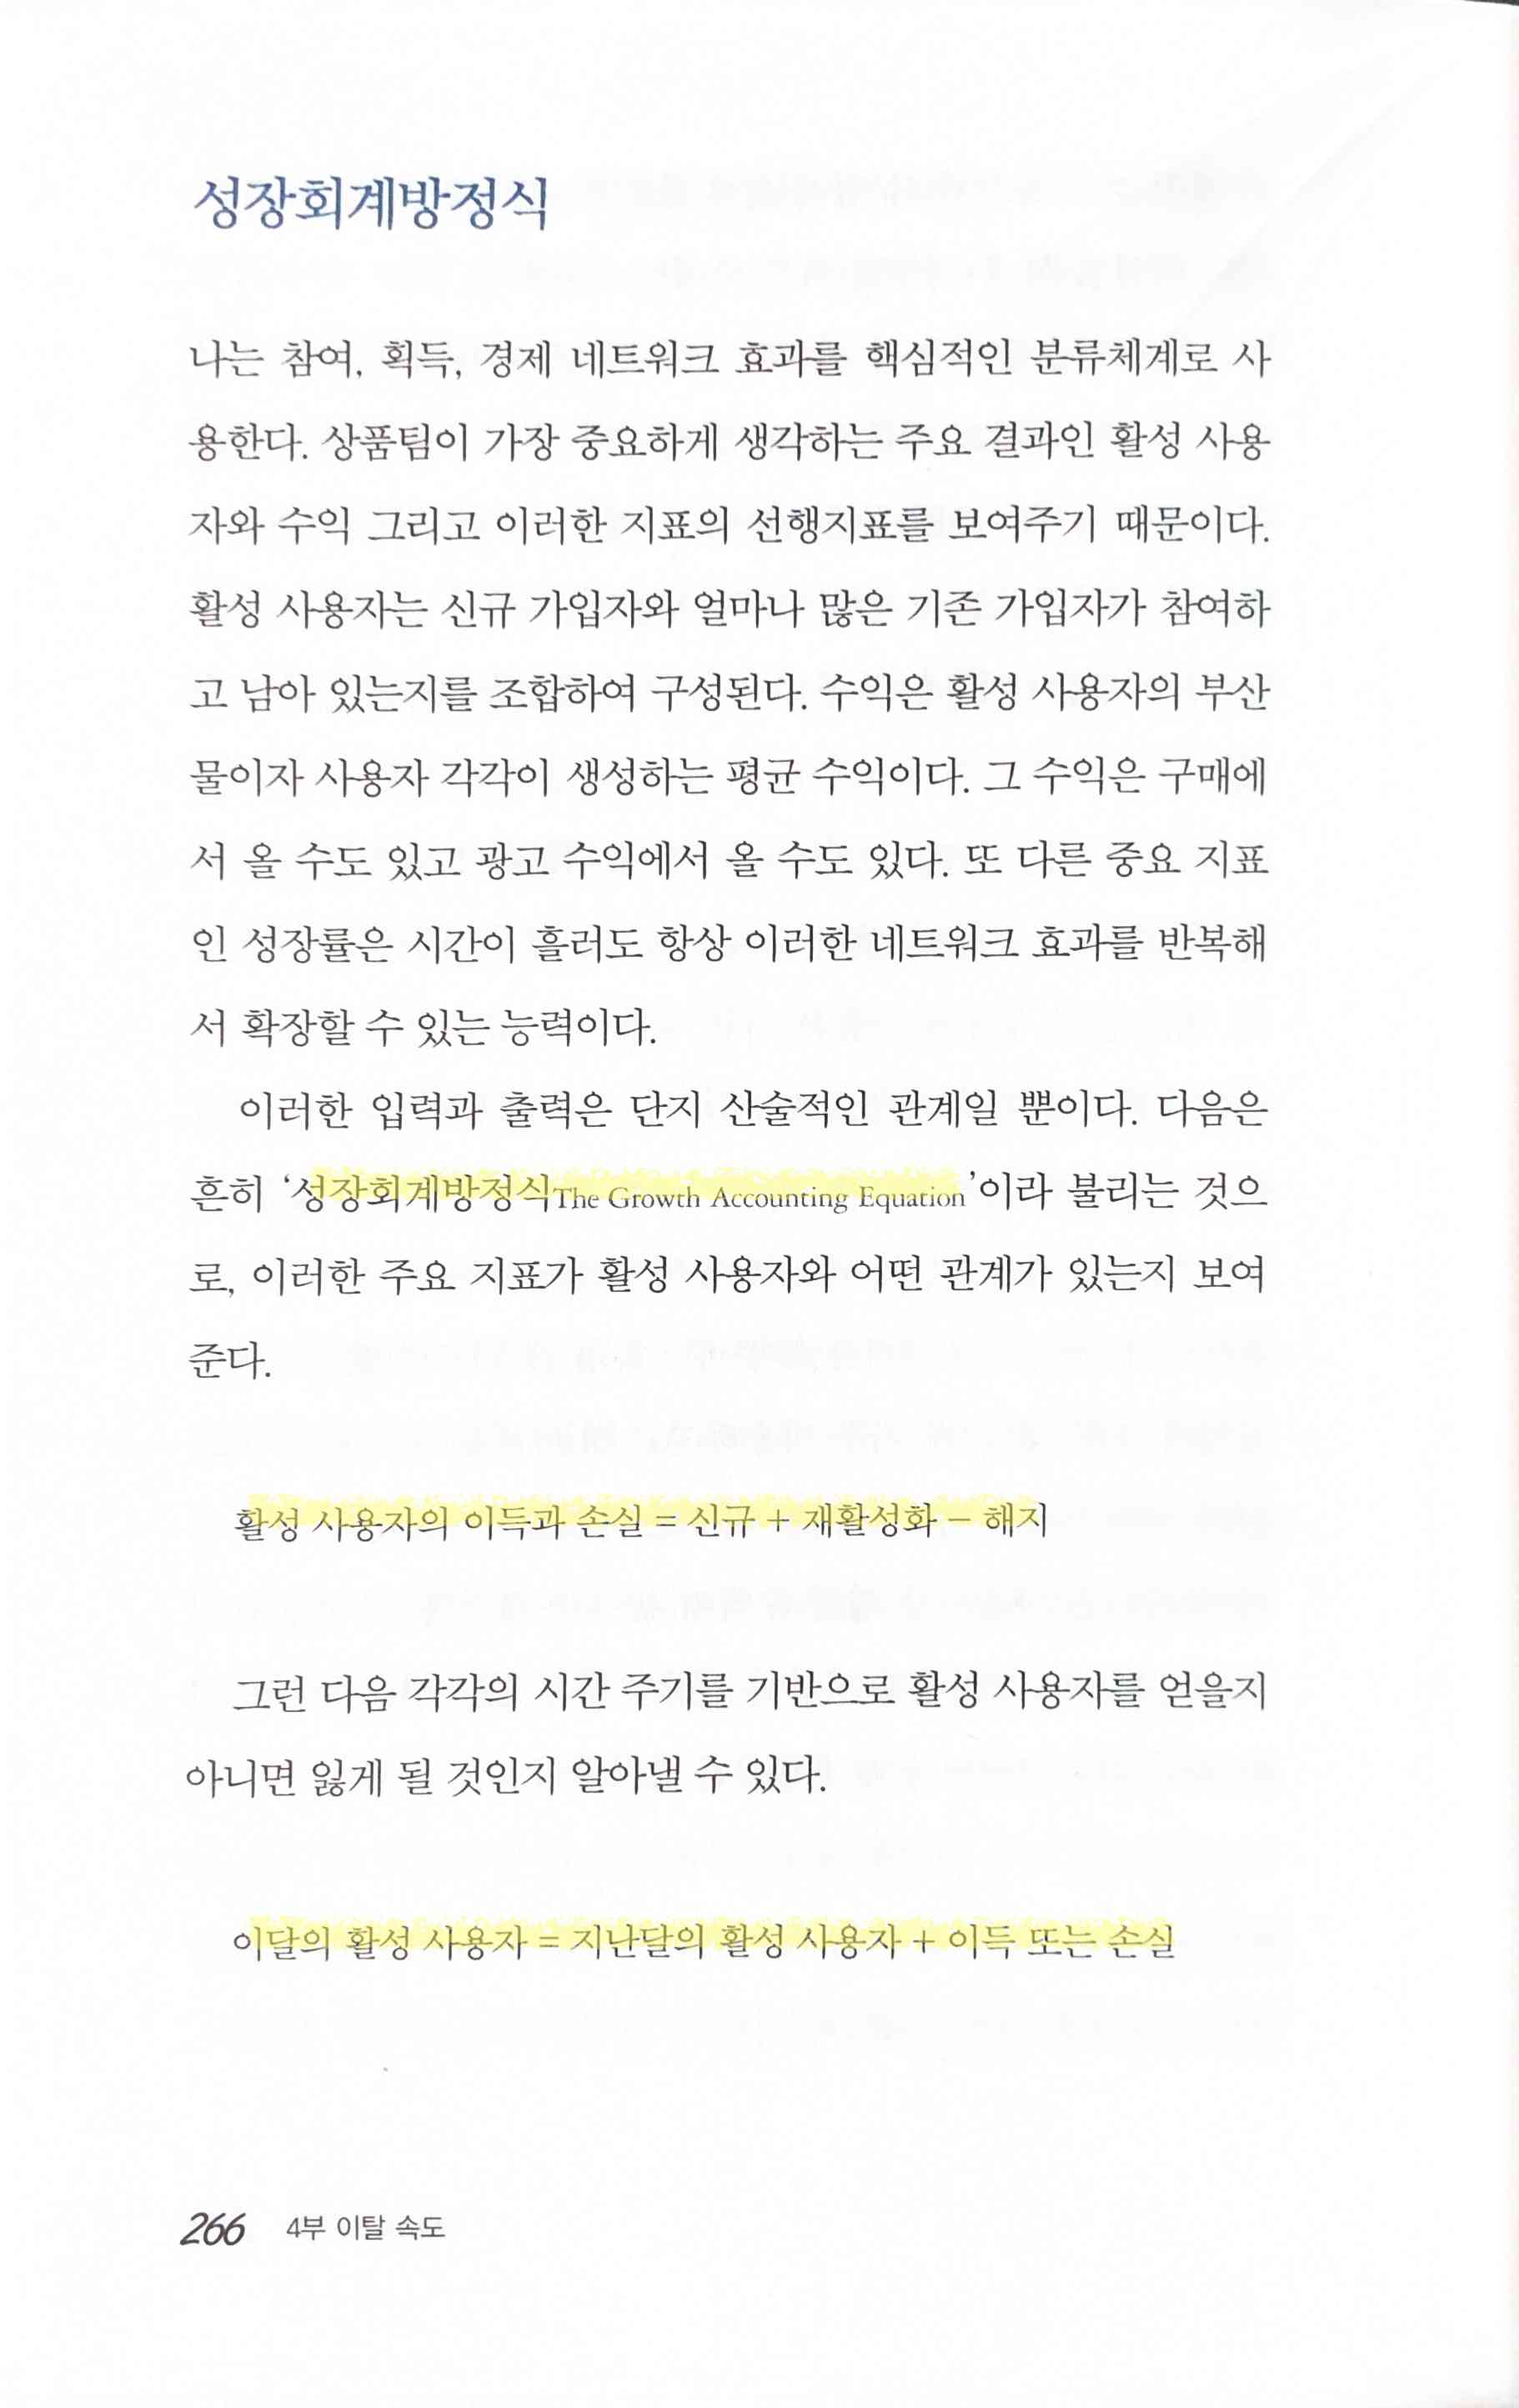 성장회계방정식
나는 참여, 획득, 경제 네트워크 효과를 핵심적인 분류체계로 사
용한다. 상품팀이 가장 중요하게 생각하는 주요 결과인 활성 사용
자와 수익 그리고 이러한 지표의 선행지표를 보여주기 때문이다.
활성 사용자는 신규 가입자와 얼마나 많은 기존 가입자가 참여하
고 남아 있는지를 조합하여 구성된다. 수익은 활성 사용자의 부산
물이자 사용자 각각이 생성하는 평균 수익이다. 그 수익은 구매에
서 올 수도 있고 광고 수익에서 올 수도 있다. 또 다른 중요 지표
인 성장률은 시간이 흘러도 항상 이러한 네트워크 효과를 반복해
서 확장할 수 있는 능력이다.
이러한 입력과 출력은 단지 산술적인 관계일 뿐이다. 다음은
흔히 ‘성장회계방정식The Growth Accounting Equation’이라 불리는 것으
로, 이러한 주요 지표가 활성 사용자와 어떤 관계가 있는지 보여
준다.
활성 사용자의 이득과 손실 = 신규 + 재활성화 – 해지
그런 다음 각각의 시간 주기를 기반으로 활성 사용자를 얻을지
아니면 잃게 될 것인지 알아낼 수 있다.
이달의 활성 사용자 = 지난달의 활성 사용자 + 이득 또는 손실
266 4부 이탈 속도